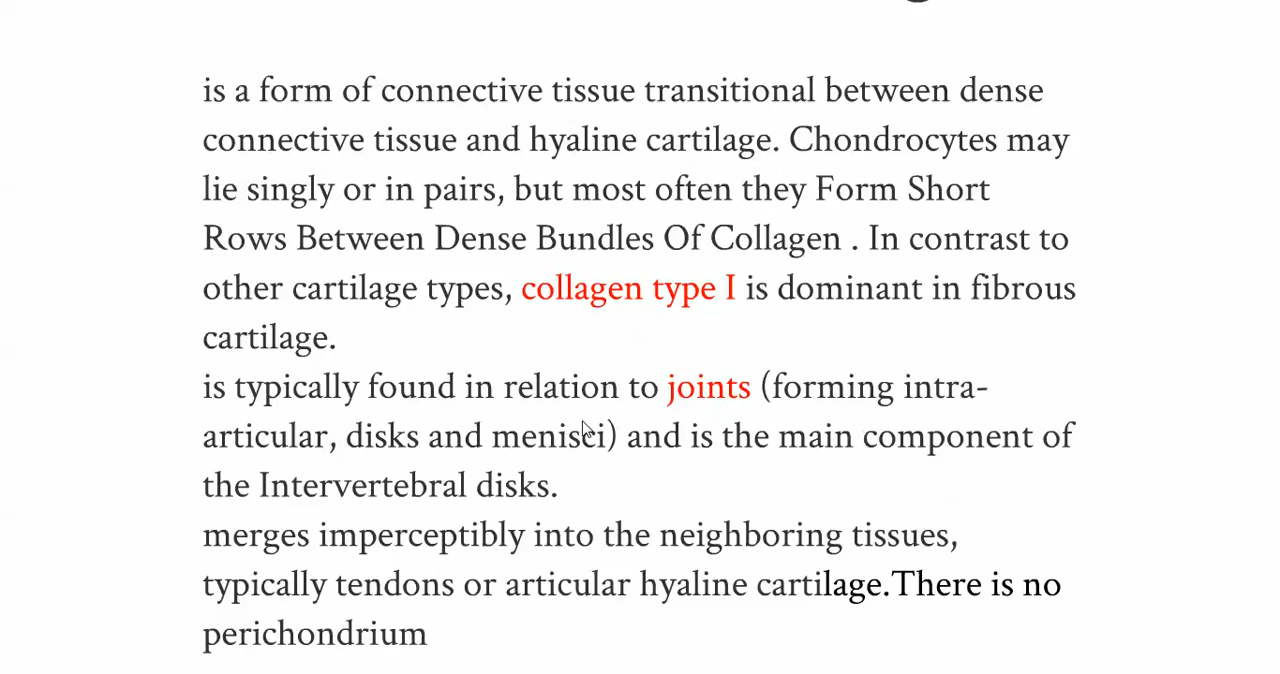 is a form of connective tissue transitional between dense
connective tissue and hyaline cartilage. Chondrocytes may
lie singly or in pairs, but most often they Form Short
Rows Between Dense Bundles Of Collagen . In contrast to
other cartilage types, collagen type I is dominant in fibrous
cartilage.
is typically found in relation to joints (forming intra-
articular, disks and menisci) and is the main component of
the Intervertebral disks.
merges imperceptibly into the neighboring tissues,
typically tendons or articular hyaline cartilage.There is no
perichondrium